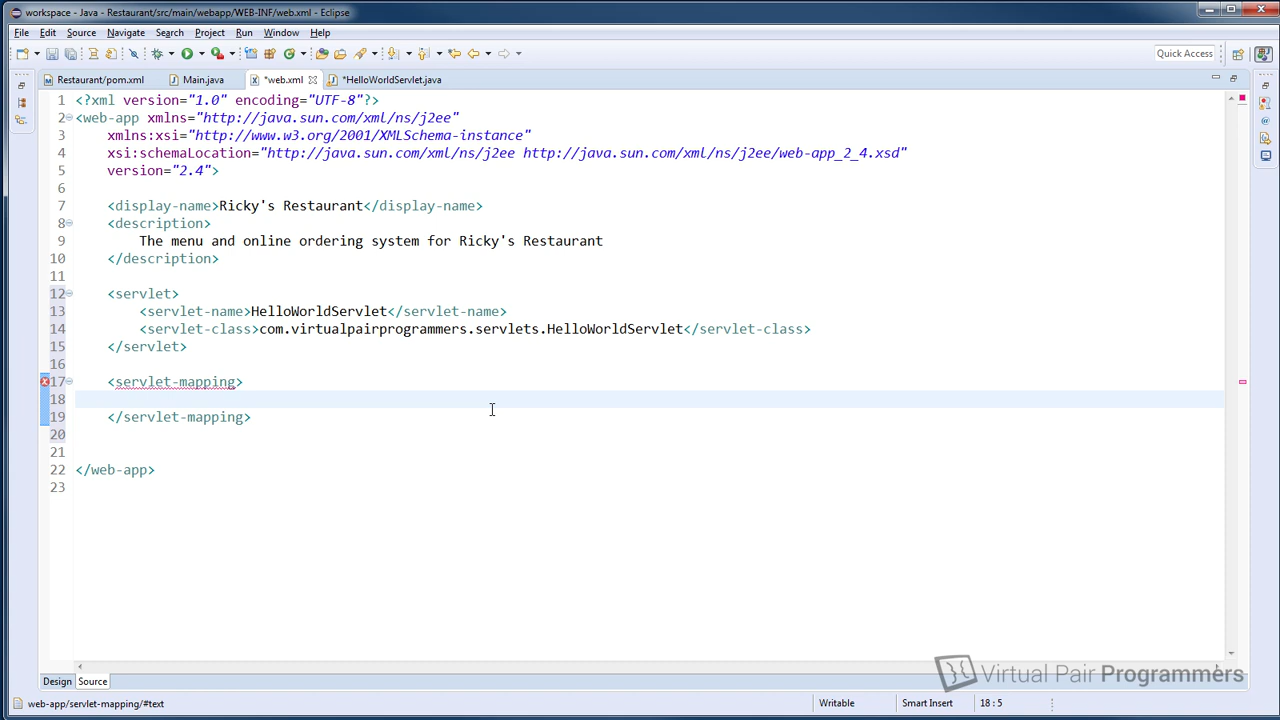 workspace - Java - Restaurant/src/main/webapp/WEB-INF/web.xml - Eclipse
File Edit Source Navigate Search Project Run Window Help
Quick Access
Restaurant/pom.xml Main.java *web.xml *HelloWorldServlet.java
1 <?xml version="1.0" encoding="UTF-8"?>
2 <web-app xmlns="http://java.sun.com/xml/ns/j2ee"
3 xmlns:xsi="http://www.w3.org/2001/XMLSchema-instance"
4 xsi:schemaLocation="http://java.sun.com/xml/ns/j2ee http://java.sun.com/xml/ns/j2ee/web-app_2_4.xsd"
5 version="2.4">
6
7 <display-name>Ricky's Restaurant</display-name>
8 <description>
9 The menu and online ordering system for Ricky's Restaurant
10 </description>
11
12 <servlet>
13 <servlet-name>HelloWorldServlet</servlet-name>
14 <servlet-class>com.virtualpairprogrammers.servlets.HelloWorldServlet</servlet-class>
15 </servlet>
16
17 <servlet-mapping>
18
19 </servlet-mapping>
20
21
22 </web-app>
23
Virtual Pair Programmers
Design Source
web-app/servlet-mapping/#text Writable Smart Insert 18 : 5